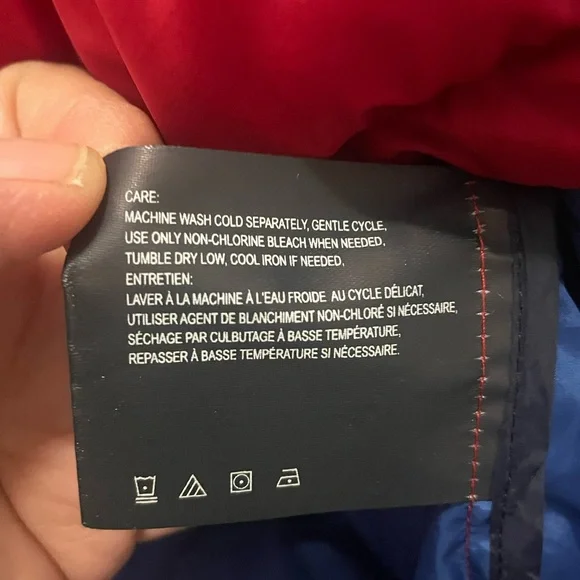 CARE:
MACHINE WASH COLD SEPARATELY, GENTLE CYCLE,
USE ONLY NON-CHLORINE BLEACH WHEN NEEDED,
TUMBLE DRY LOW, COOL IRON IF NEEDED,
ENTRETIEN:
LAVER À LA MACHINE À L'EAU FROIDE AU CYCLE DÉLICAT,
UTILISER AGENT DE BLANCHIMENT NON-CHLORÉ SI NÉCESSAIRE,
SÉCHAGE PAR CULBUTAGE À BASSE TEMPÉRATURE,
REPASSER À BASSE TEMPÉRATURE SI NÉCESSAIRE.